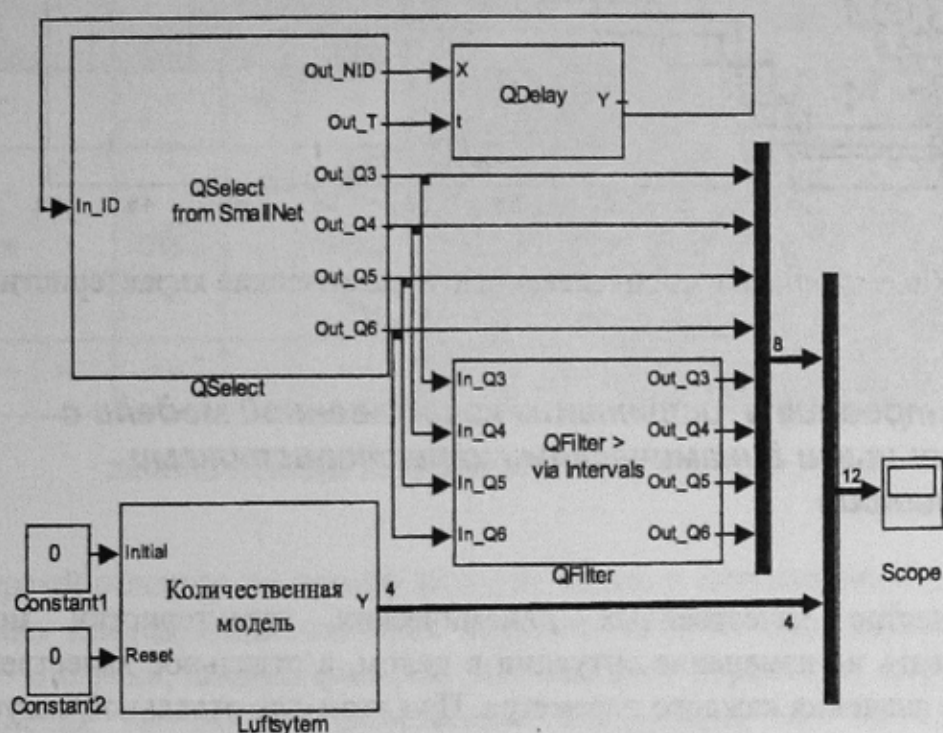 Out_NID
X
QDelay
Y
Out_T
t
Out_Q3
QSelect
from SmallNet
In_ID
Out_Q4
Out_Q5
Out_Q6
QSelect
8
In_Q3
Out_Q3
In_Q4
QFilter >
via Intervals
Out_Q4
In_Q5
Out_Q5
12
In_Q6
Out_Q6
QFilter
Scope
0
Initial
Constant1
Количественная
модель
Y
4
4
0
Reset
Constant2
Luftsytem